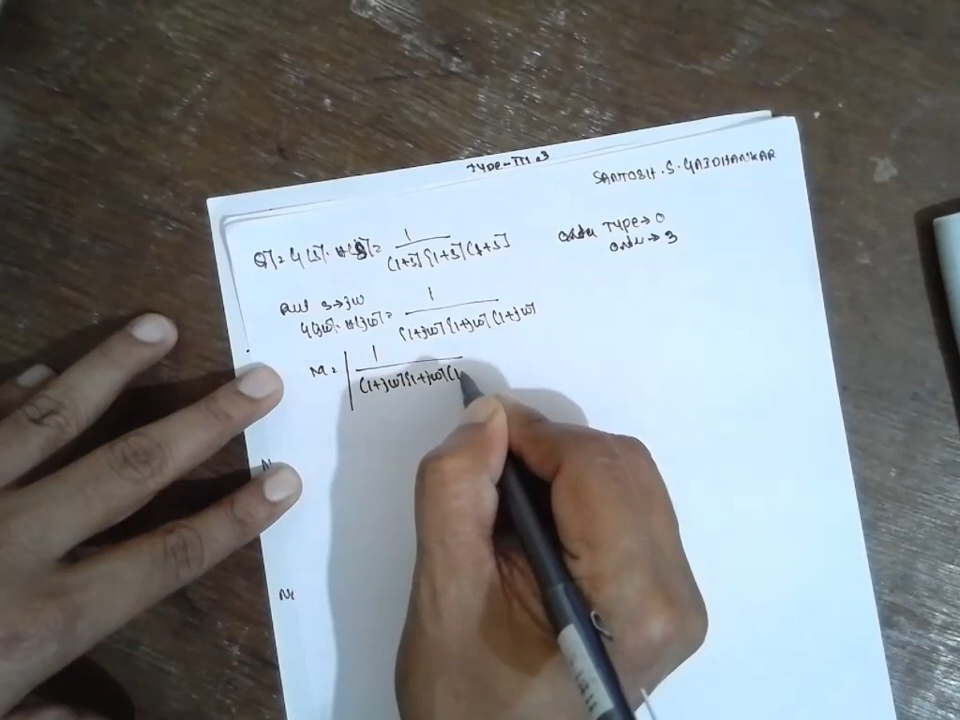 TYPE-III.3
SANTOSH.S.GAJDHANKAR
Q]= G(S). H(S)= 1 / (1+S)(1+S)(1+S)
order TYPE→0
order→3
put s→jω
G(jω). H(jω)= 1 / (1+jω)(1+jω)(1+jω)
M= | 1 / (1+jω)(1+jω)(1